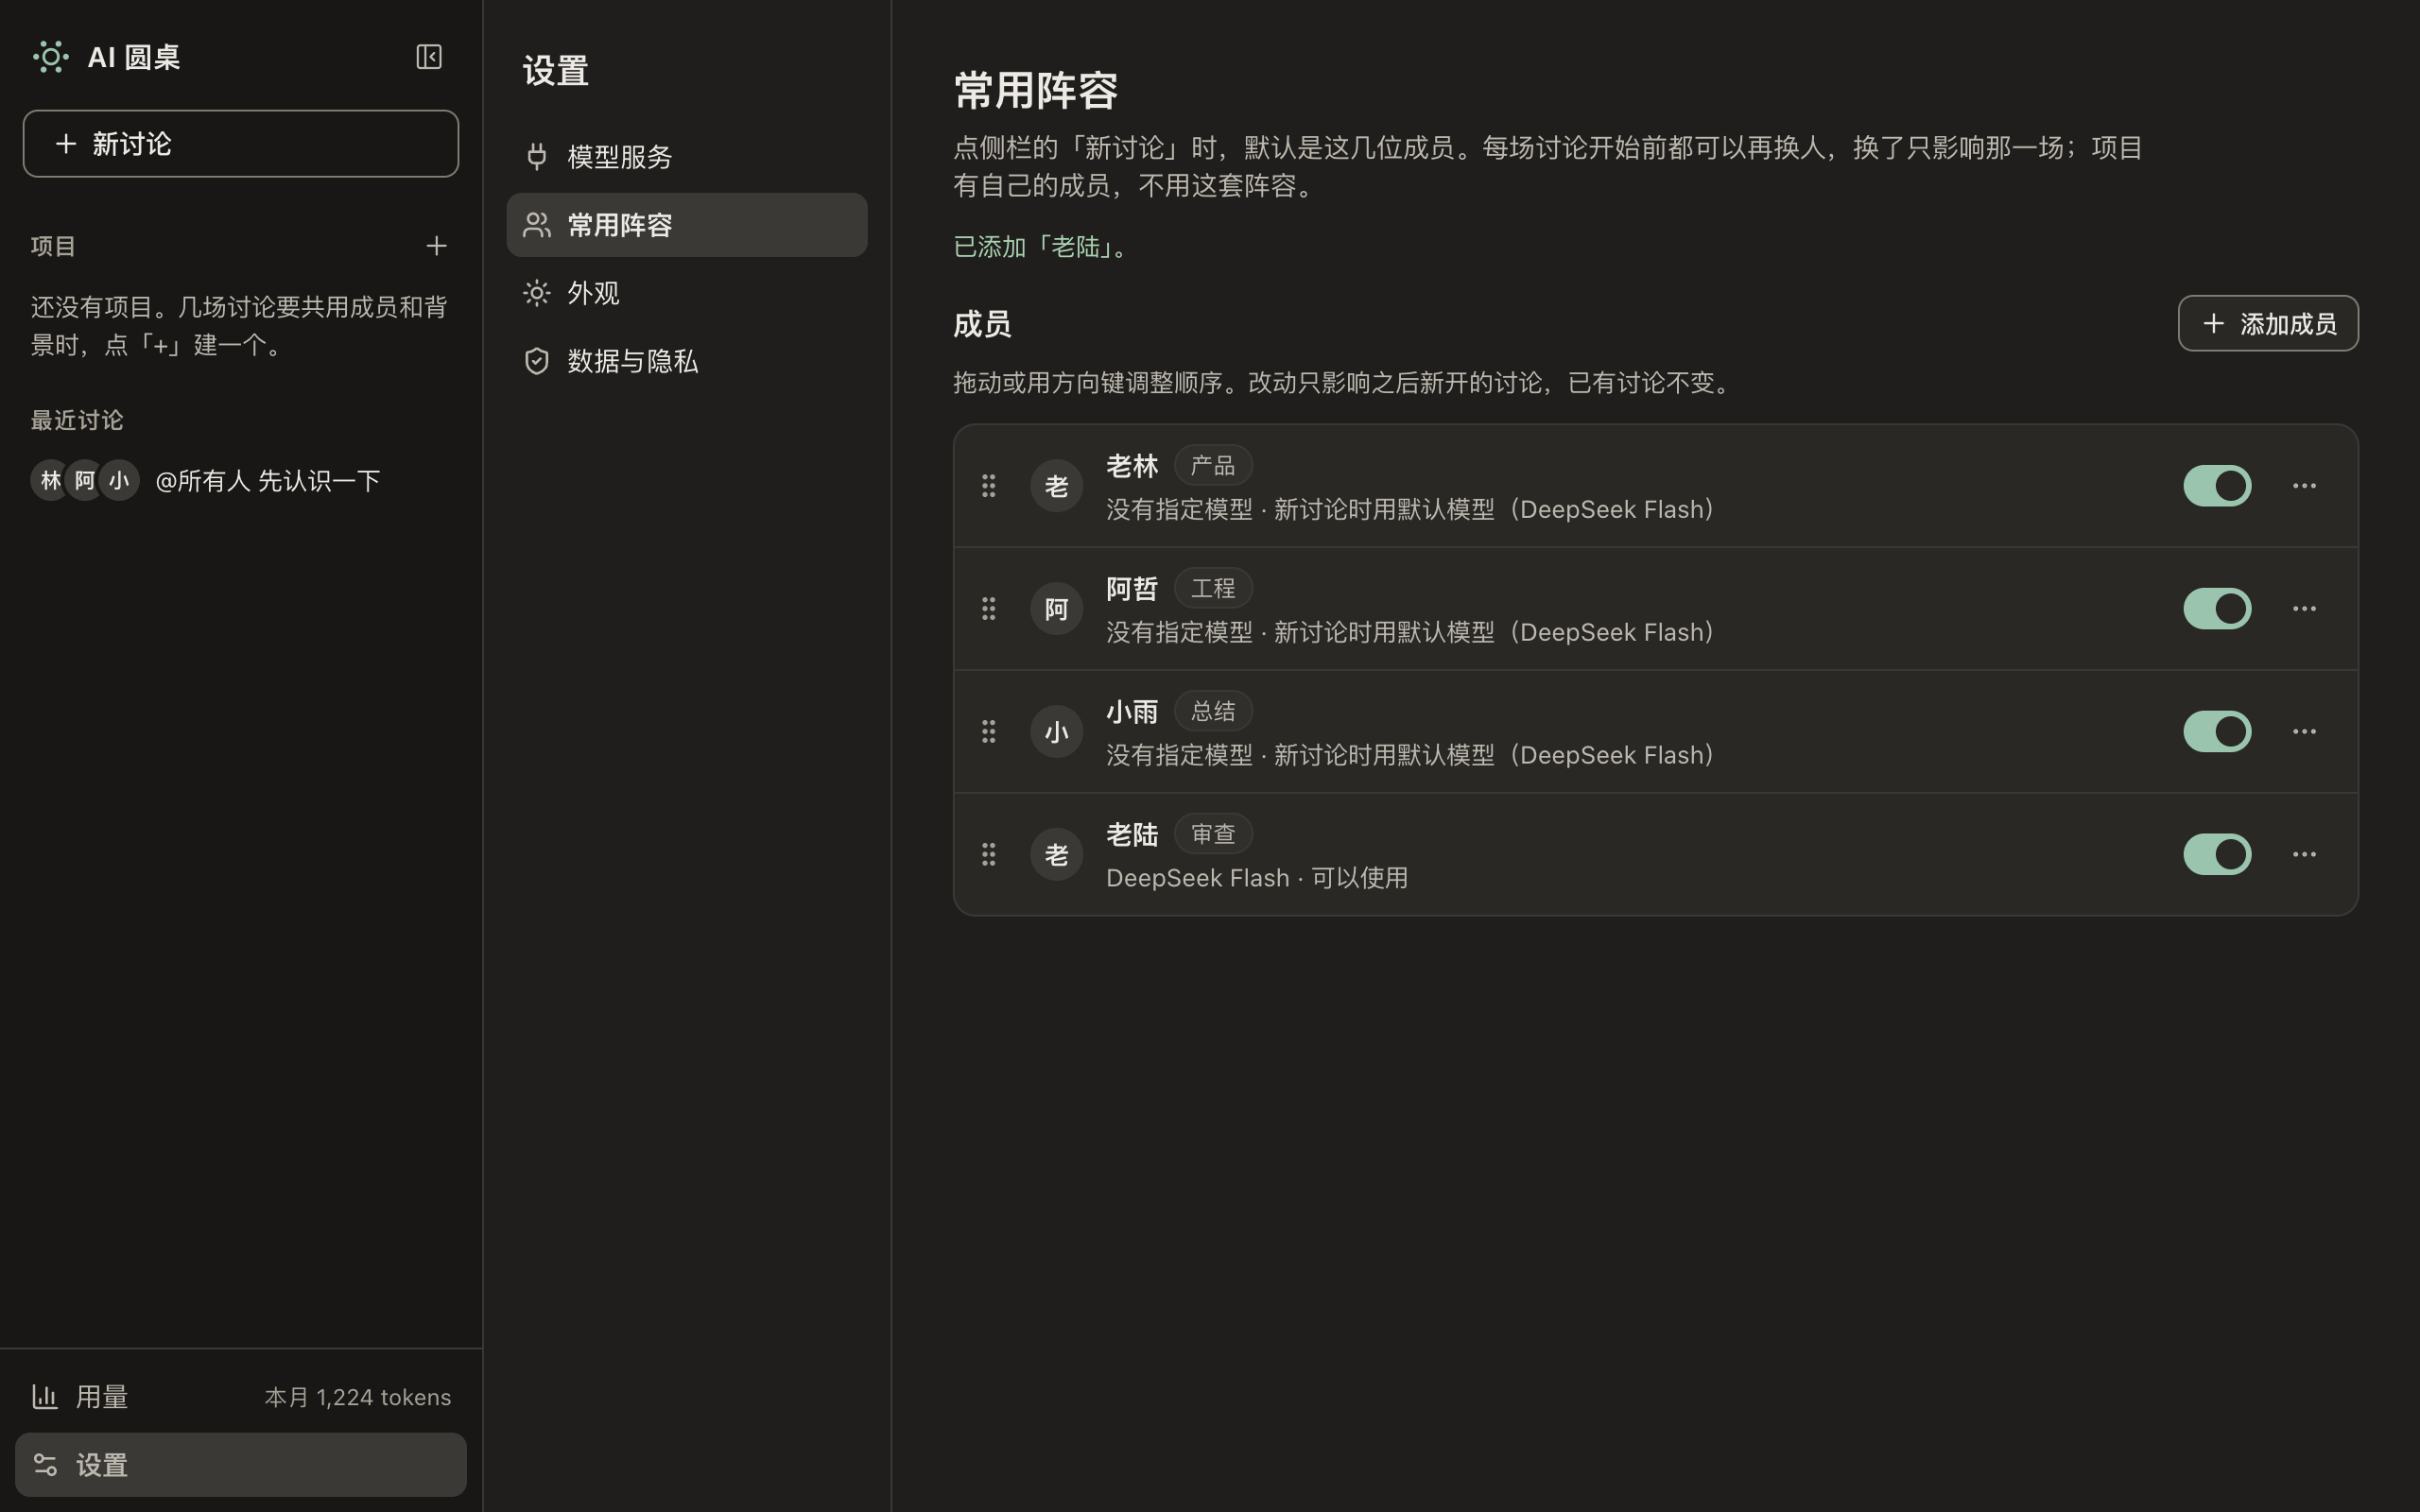 AI 圆桌
新讨论
项目
还没有项目。几场讨论要共用成员和背
景时，点「+」建一个。
最近讨论
林 阿 小 @所有人 先认识一下
用量 本月 1,224 tokens
设置
设置
模型服务
常用阵容
外观
数据与隐私
常用阵容
点侧栏的「新讨论」时，默认是这几位成员。每场讨论开始前都可以再换人，换了只影响那一场；项目
有自己的成员，不用这套阵容。
已添加「老陆」。
成员
添加成员
拖动或用方向键调整顺序。改动只影响之后新开的讨论，已有讨论不变。
老 老林 产品
没有指定模型 · 新讨论时用默认模型（DeepSeek Flash）
阿 阿哲 工程
没有指定模型 · 新讨论时用默认模型（DeepSeek Flash）
小 小雨 总结
没有指定模型 · 新讨论时用默认模型（DeepSeek Flash）
老 老陆 审查
DeepSeek Flash · 可以使用